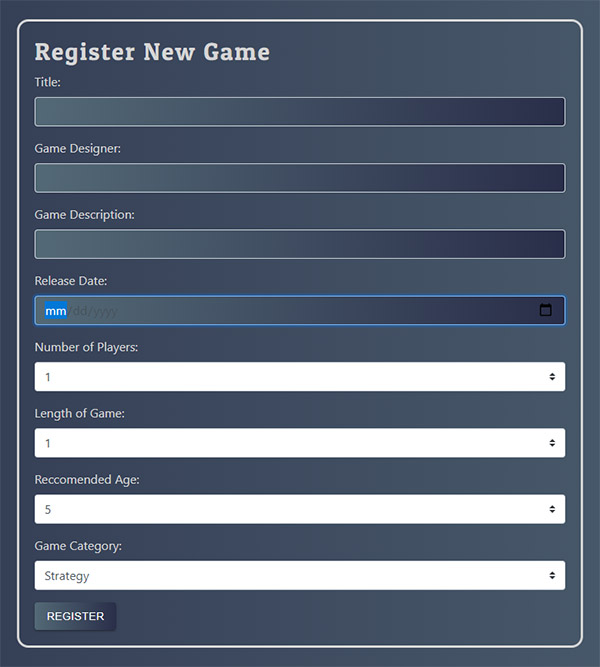 Register New Game
Title:
Game Designer:
Game Description:
Release Date:
mm/dd/yyyy
Number of Players:
1
Length of Game:
1
Reccomended Age:
5
Game Category:
Strategy
REGISTER